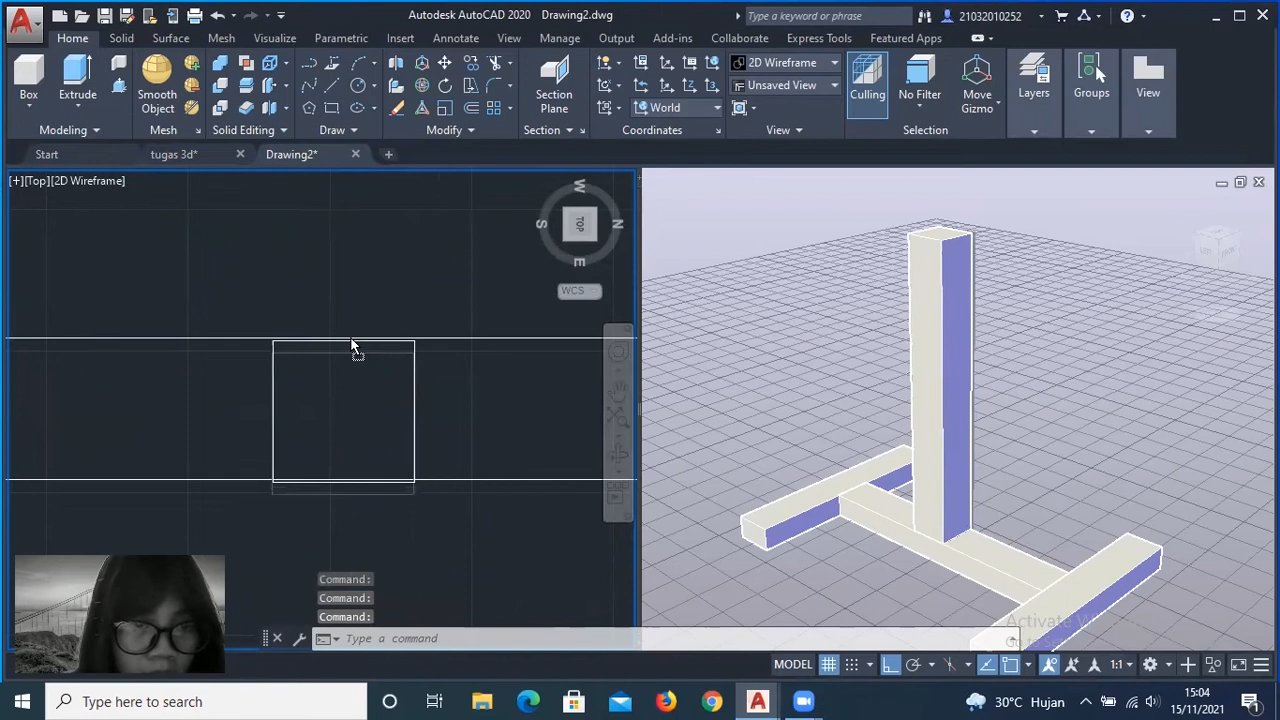 Autodesk AutoCAD 2020 Drawing2.dwg
Type a keyword or phrase
21032010252
Home Solid Surface Mesh Visualize Parametric Insert Annotate View Manage Output Add-ins Collaborate Express Tools Featured Apps
Box
Extrude
Smooth
Object
Section
Plane
2D Wireframe
Unsaved View
World
Culling
No Filter
Move
Gizmo
Layers
Groups
View
Modeling Mesh Solid Editing Draw Modify Section Coordinates View Selection
Start tugas 3d* Drawing2*
[+][Top][2D Wireframe]
W
S TOP N
E
WCS
Command:
Command:
Command:
Type a command
Activate W
MODEL 1:1
Type here to search
30°C Hujan
15:04
15/11/2021